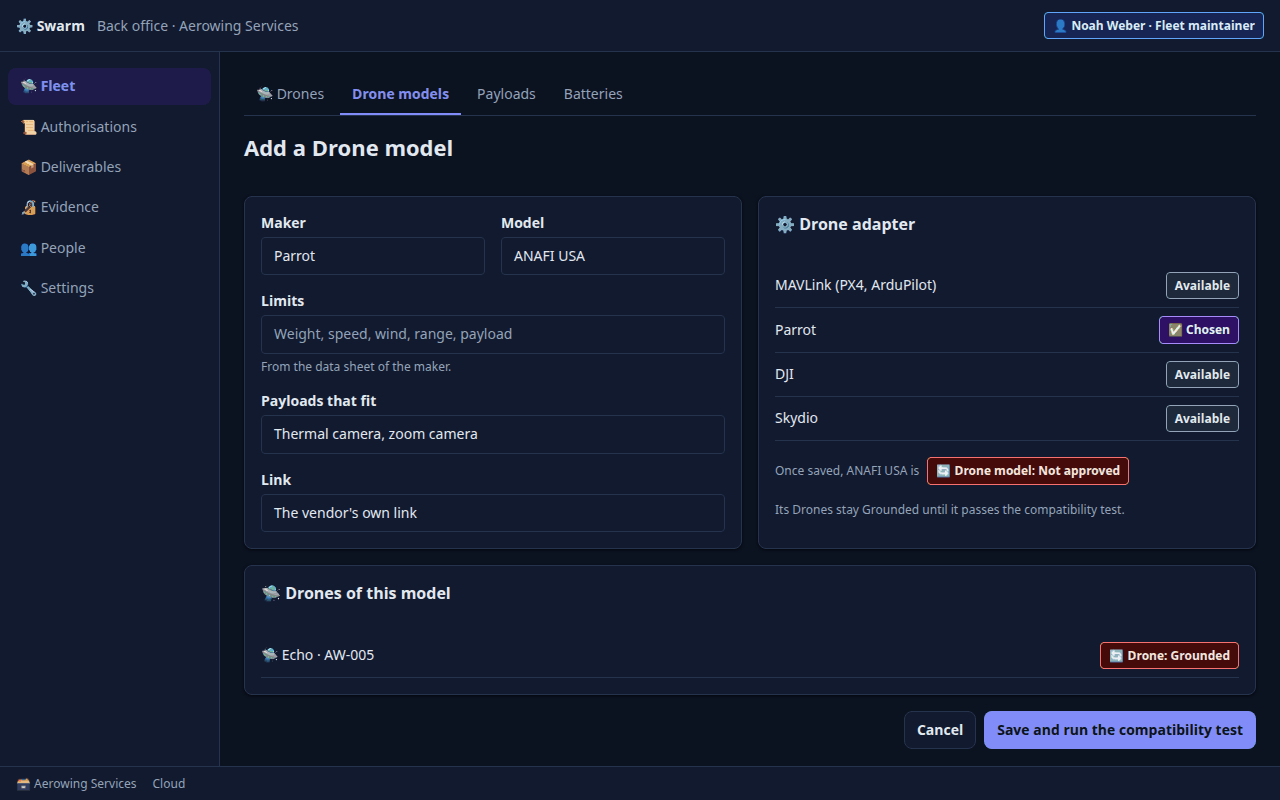 Swarm Back office · Aerowing Services
Noah Weber · Fleet maintainer
Fleet
Authorisations
Deliverables
Evidence
People
Settings
Drones Drone models Payloads Batteries
Add a Drone model
Maker Model
Parrot ANAFI USA
Limits
Weight, speed, wind, range, payload
From the data sheet of the maker.
Payloads that fit
Thermal camera, zoom camera
Link
The vendor's own link
Drone adapter
MAVLink (PX4, ArduPilot) Available
Parrot ✅ Chosen
DJI Available
Skydio Available
Once saved, ANAFI USA is Drone model: Not approved
Its Drones stay Grounded until it passes the compatibility test.
Drones of this model
Echo · AW-005 Drone: Grounded
Cancel Save and run the compatibility test
Aerowing Services Cloud